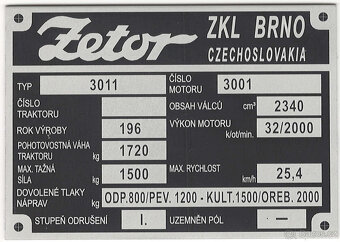 Zetor
ZKL BRNO
CZECHOSLOVAKIA
TYP 3011
ČÍSLO MOTORU 3001
ČÍSLO TRAKTORU
OBSAH VÁLCŮ cm³ 2340
ROK VÝROBY 196
VÝKON MOTORU k/ot/min. 32/2000
POHOTOVOSTNÍ VÁHA TRAKTORU kg 1720
MAX. TAŽNÁ SÍLA kg 1500
MAX. RYCHLOST km/h 25,4
DOVOLENÉ TLAKY NÁPRAV kg ODP.800/PEV. 1200 - KULT.1500/OREB. 2000
STUPEŇ ODRUŠENÍ I.
UZEMNĚN PÓL —